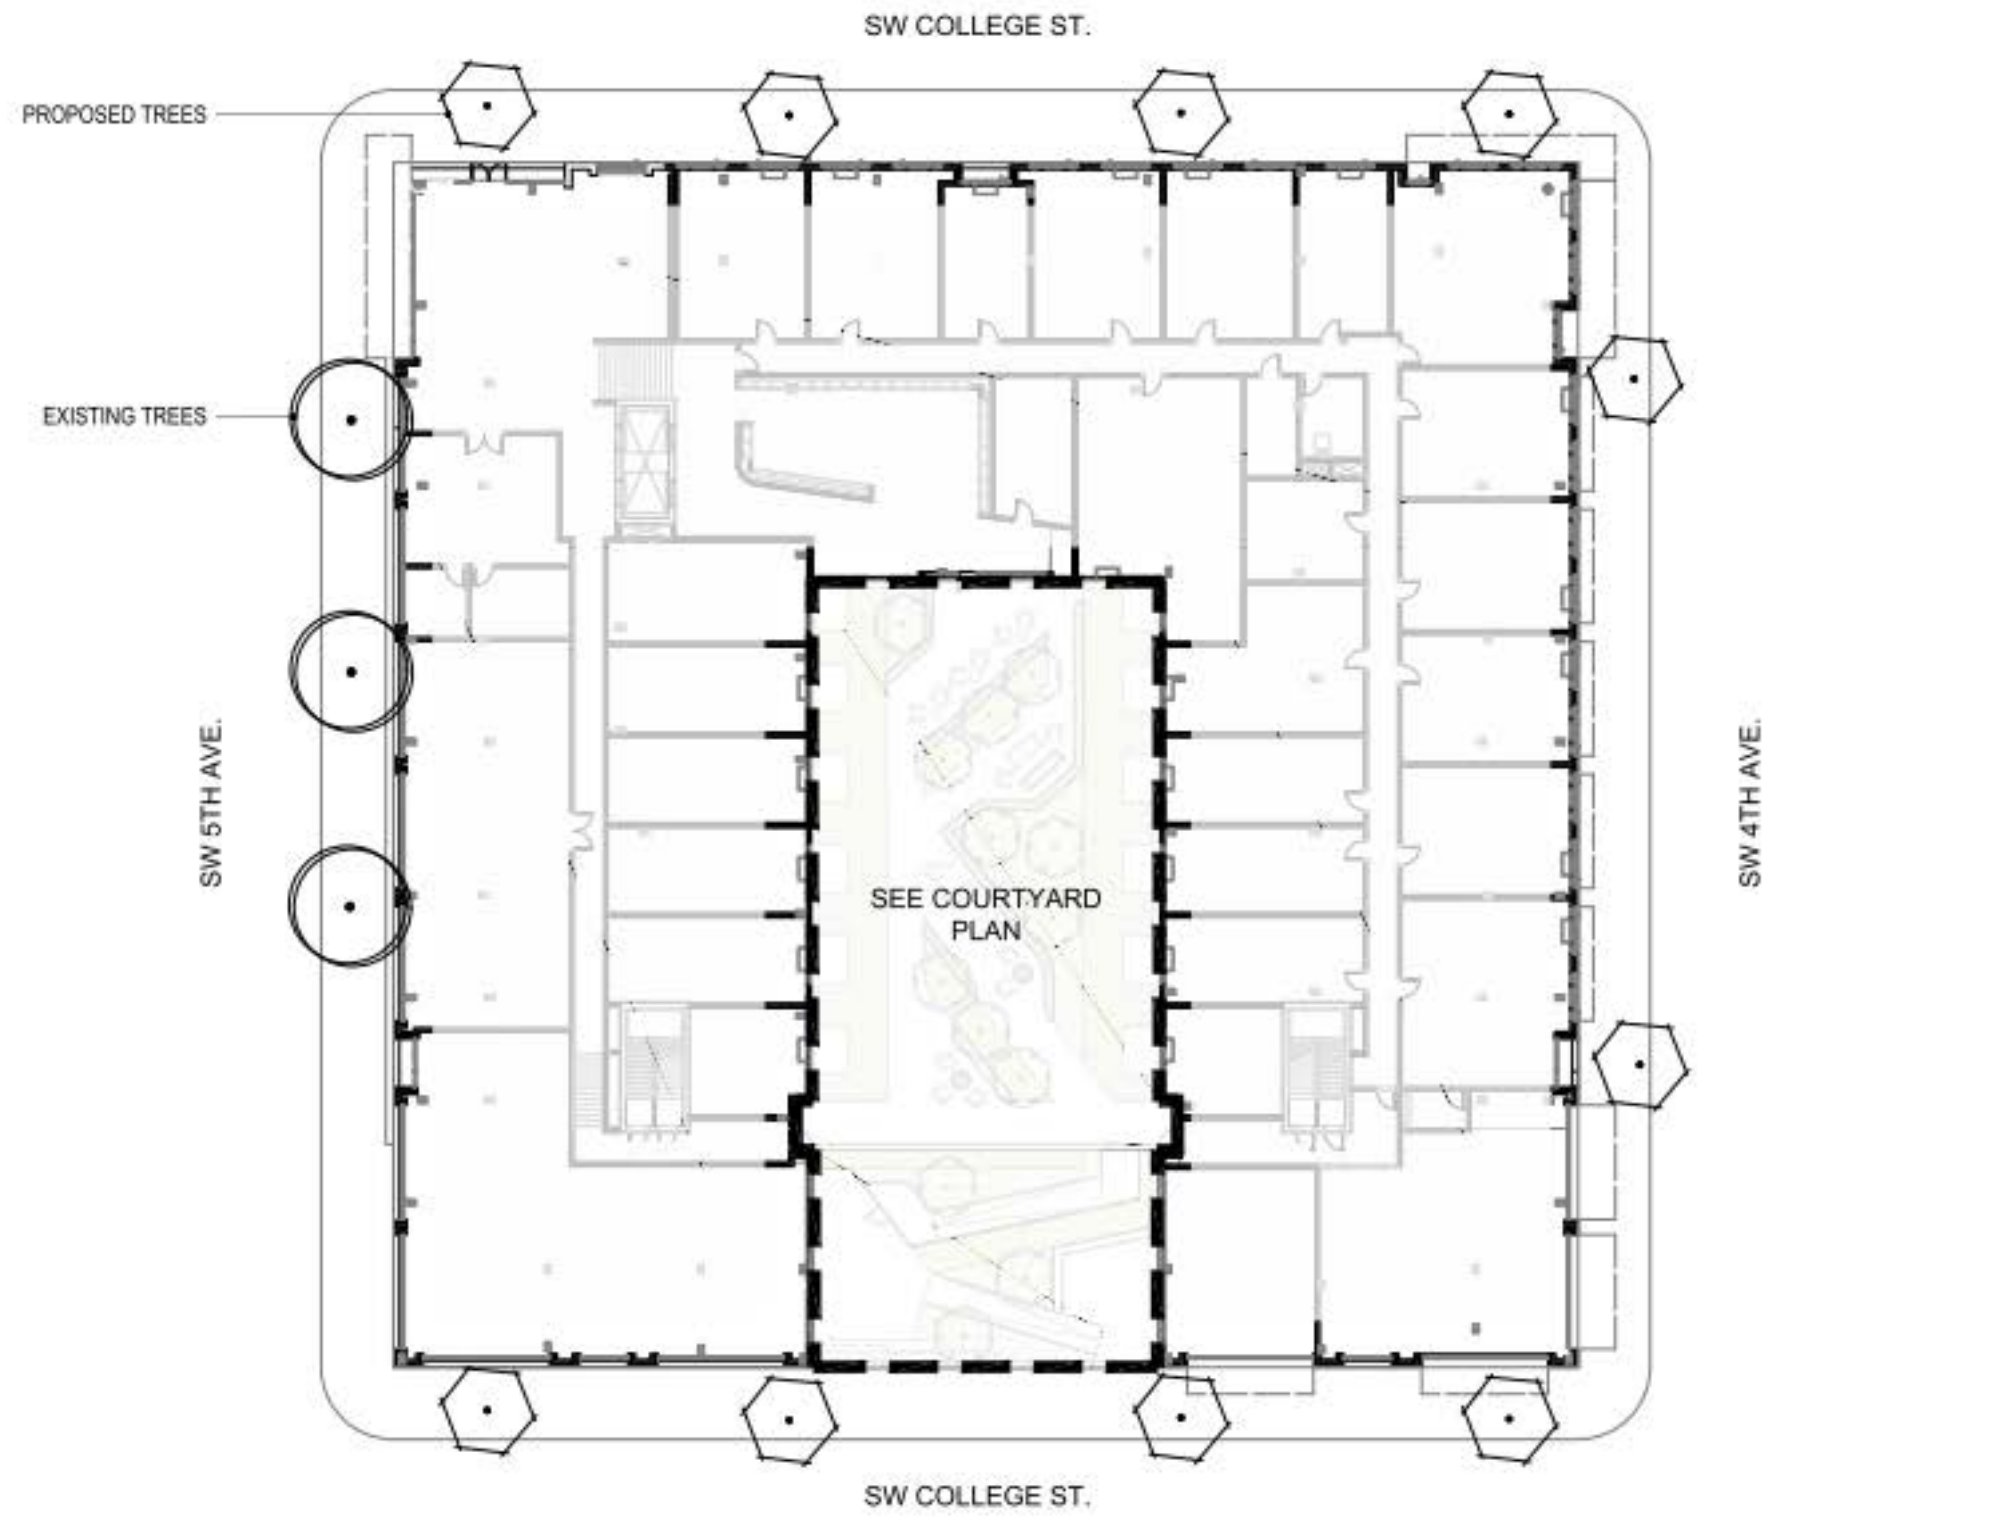 SW COLLEGE ST.
PROPOSED TREES
EXISTING TREES
SW 5TH AVE.
SW 4TH AVE.
SEE COURTYARD
PLAN
SW COLLEGE ST.